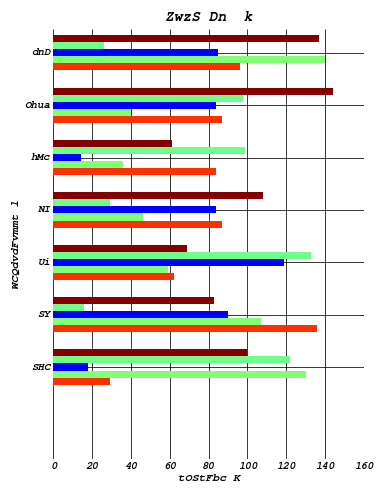 ZwzS Dn k
dnD
Ohua
hMc
NI
Ui
SY
SHC
WCQdvdFvmmt l
0 20 40 60 80 100 120 140 160
tOStFbc K